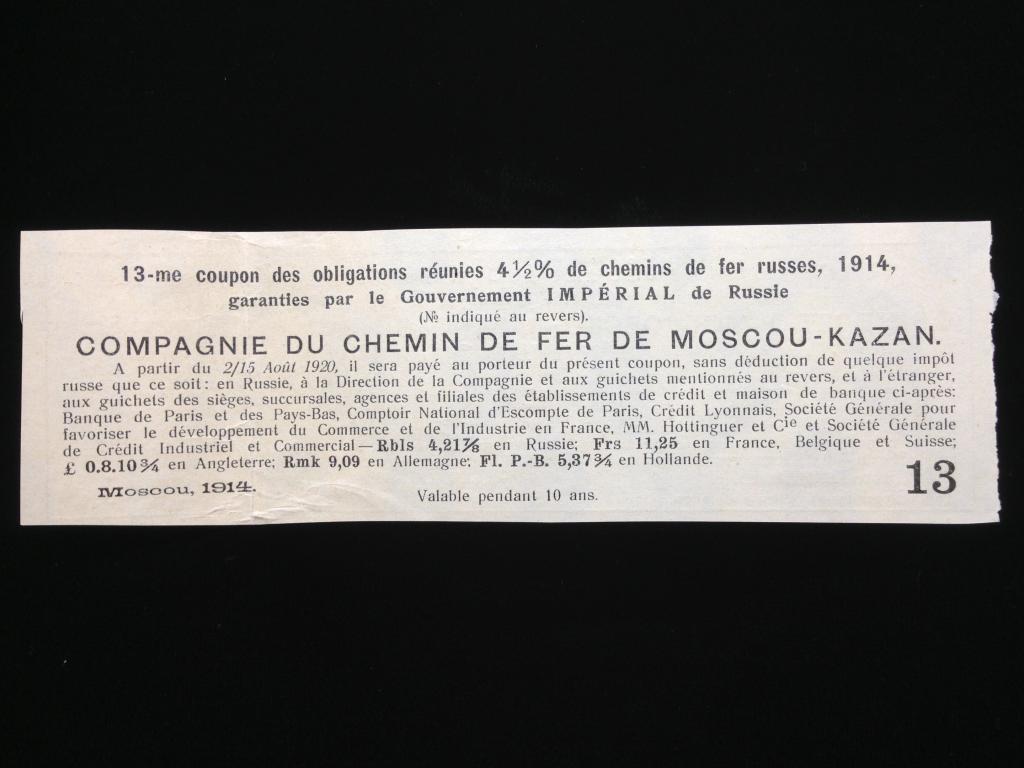 13-me coupon des obligations réunies 4½% de chemins de fer russes, 1914,
garanties par le Gouvernement IMPÉRIAL de Russie
(№ indiqué au revers).
COMPAGNIE DU CHEMIN DE FER DE MOSCOU-KAZAN.
A partir du 2/15 Août 1920, il sera payé au porteur du présent coupon, sans déduction de quelque impôt
russe que ce soit: en Russie, à la Direction de la Compagnie et aux guichets mentionnés au revers, et à l'étranger,
aux guichets des sièges, succursales, agences et filiales des établissements de crédit et maison de banque ci-après:
Banque de Paris et des Pays-Bas, Comptoir National d'Escompte de Paris, Crédit Lyonnais, Société Générale pour
favoriser le développement du Commerce et de l'Industrie en France, MM. Hottinguer et Cie et Société Générale
de Crédit Industriel et Commercial—Rbls 4,21⅞ en Russie; Frs 11,25 en France, Belgique et Suisse;
£ 0.8.10¾ en Angleterre; Rmk 9,09 en Allemagne; Fl. P.-B. 5,37¾ en Hollande.
Moscou, 1914.
Valable pendant 10 ans.
13